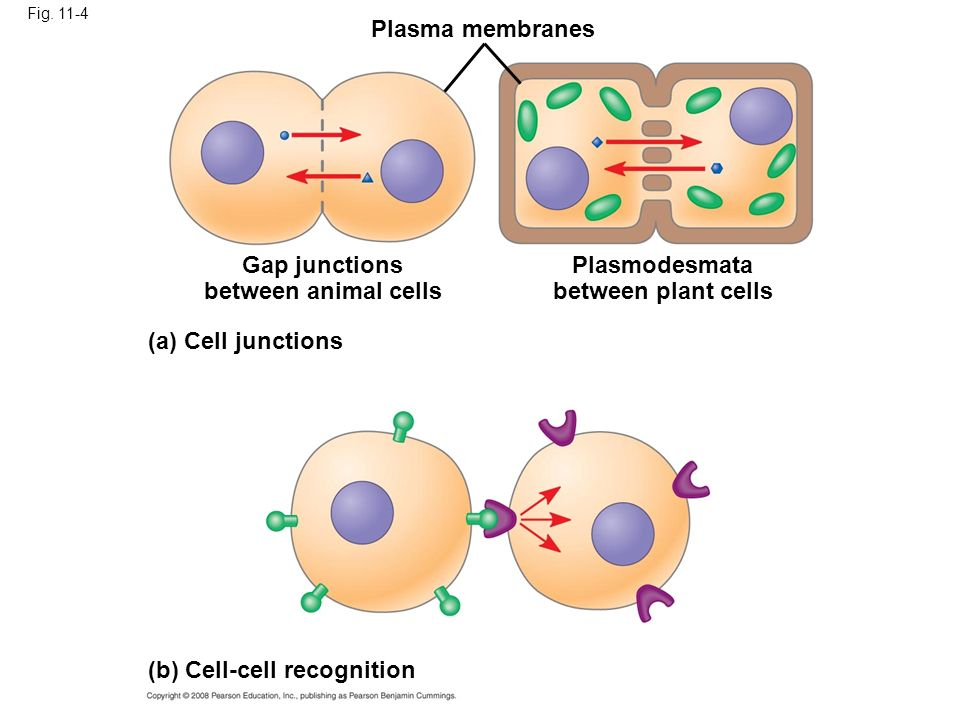 Fig. 11-4
Plasma membranes
Gap junctions
between animal cells
Plasmodesmata
between plant cells
(a) Cell junctions
(b) Cell-cell recognition
Copyright © 2008 Pearson Education, Inc., publishing as Pearson Benjamin Cummings.